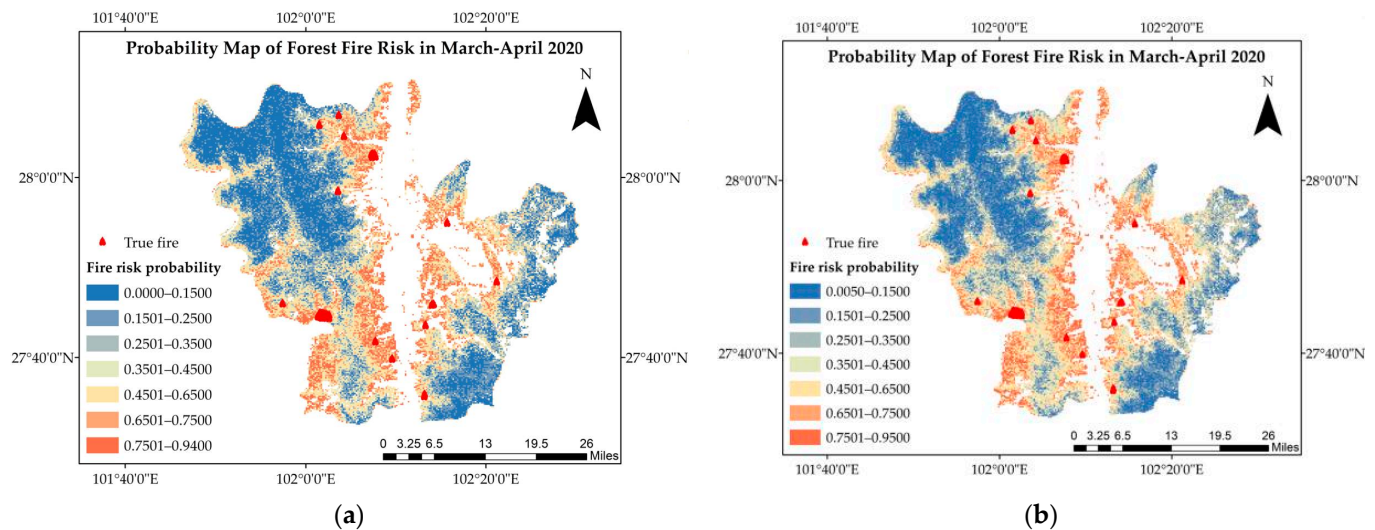 101°40'0"E 102°0'0"E 102°20'0"E
Probability Map of Forest Fire Risk in March-April 2020
N
28°0'0"N 28°0'0"N
True fire
Fire risk probability
0.0000–0.1500
0.1501–0.2500
0.2501–0.3500
0.3501–0.4500
0.4501–0.6500
0.6501–0.7500
0.7501–0.9400
27°40'0"N 27°40'0"N
0 3.25 6.5 13 19.5 26
Miles
101°40'0"E 102°0'0"E 102°20'0"E
(a)
101°40'0"E 102°0'0"E 102°20'0"E
Probability Map of Forest Fire Risk in March-April 2020
N
28°0'0"N 28°0'0"N
True fire
Fire risk probability
0.0050–0.1500
0.1501–0.2500
0.2501–0.3500
0.3501–0.4500
0.4501–0.6500
0.6501–0.7500
0.7501–0.9500
27°40'0"N 27°40'0"N
0 3.25 6.5 13 19.5 26
Miles
101°40'0"E 102°0'0"E 102°20'0"E
(b)